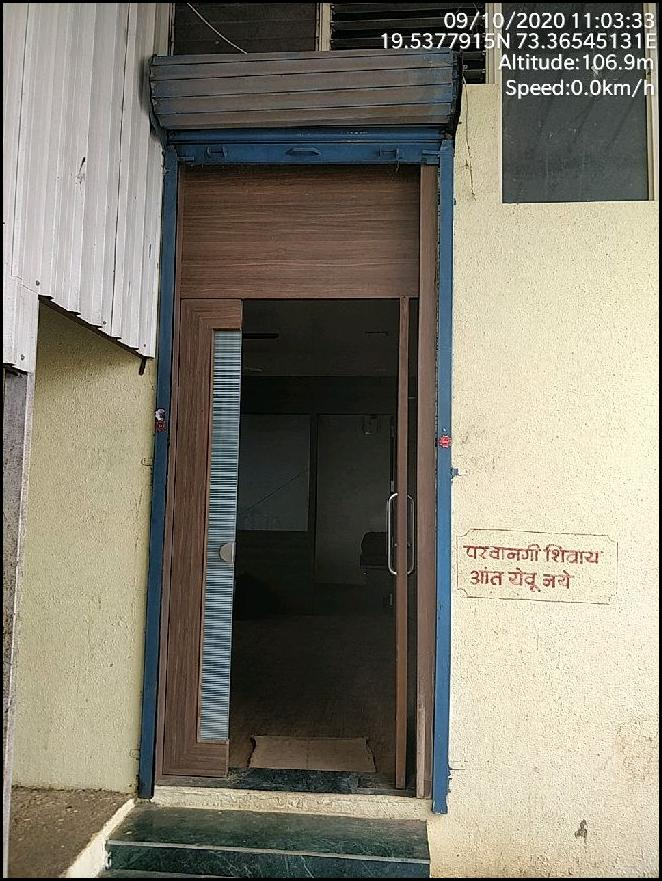 09/10/2020 11:03:33
19.5377915N 73.36545131E
Altitude:106.9m
Speed:0.0km/h
परवानगी शिवाय
आंत येवू नये